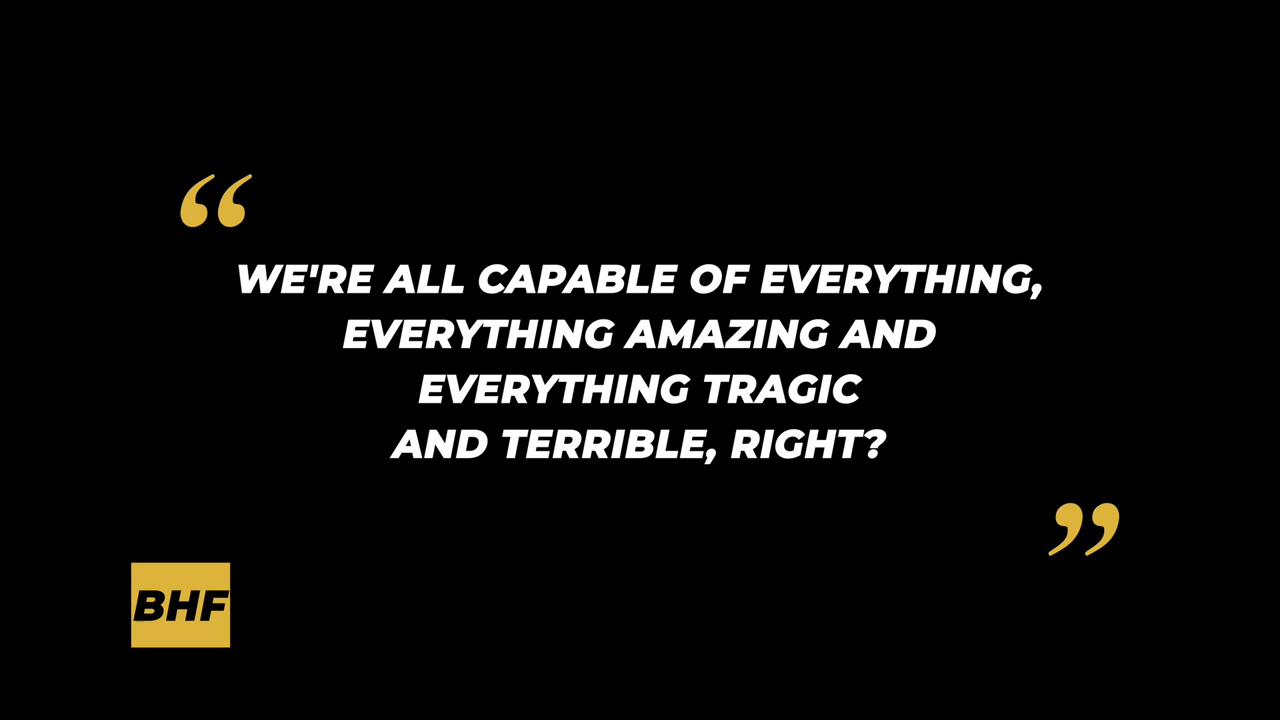 “
WE'RE ALL CAPABLE OF EVERYTHING,
EVERYTHING AMAZING AND
EVERYTHING TRAGIC
AND TERRIBLE, RIGHT?
”
BHF